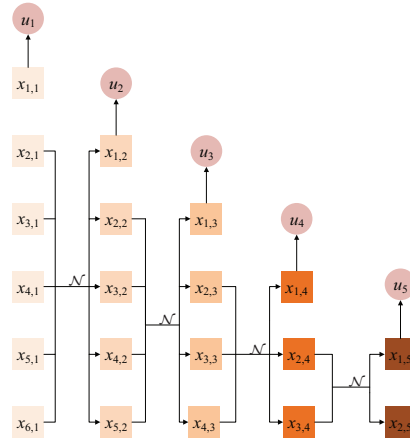 u1
x1,1
u2
x2,1
x1,2
u3
x3,1
x2,2
x1,3
u4
x4,1
𝒩
x3,2
x2,3
x1,4
u5
𝒩
x5,1
x4,2
x3,3
𝒩
x2,4
x1,5
𝒩
x6,1
x5,2
x4,3
x3,4
x2,5